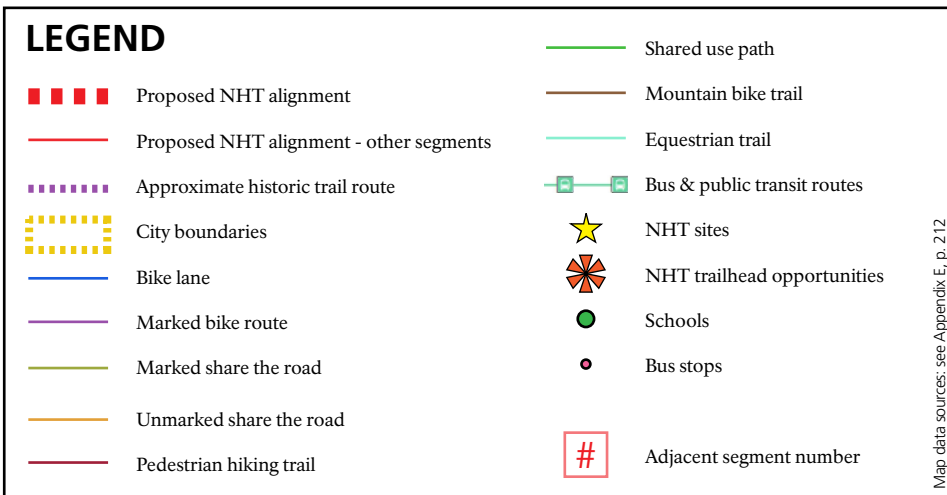 LEGEND
Proposed NHT alignment
Proposed NHT alignment - other segments
Approximate historic trail route
City boundaries
Bike lane
Marked bike route
Marked share the road
Unmarked share the road
Pedestrian hiking trail
Shared use path
Mountain bike trail
Equestrian trail
Bus & public transit routes
NHT sites
NHT trailhead opportunities
Schools
Bus stops
#
Adjacent segment number
Map data sources: see Appendix E, p. 212